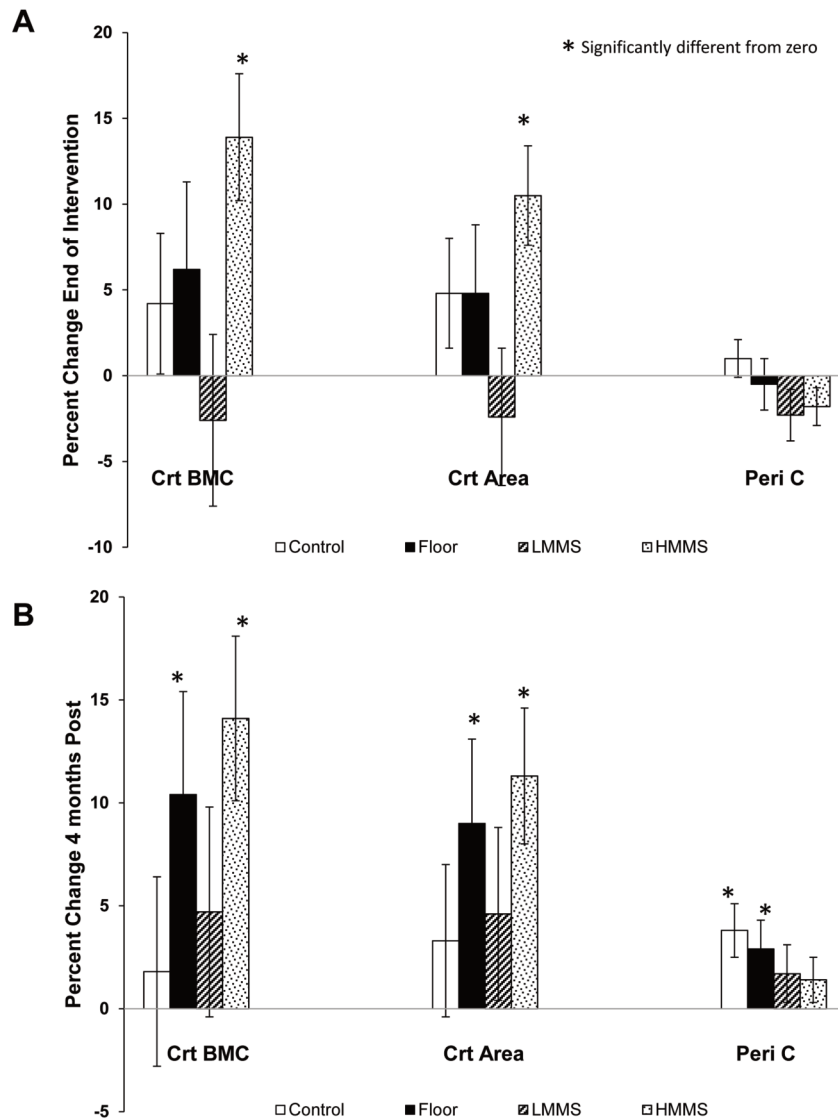 A
* Significantly different from zero
Percent Change End of Intervention
20
15
10
5
0
-5
-10
*
*
Crt BMC Crt Area Peri C
Control Floor LMMS HMMS
B
Percent Change 4 months Post
20
15
10
5
0
-5
* *
* *
* *
Crt BMC Crt Area Peri C
Control Floor LMMS HMMS